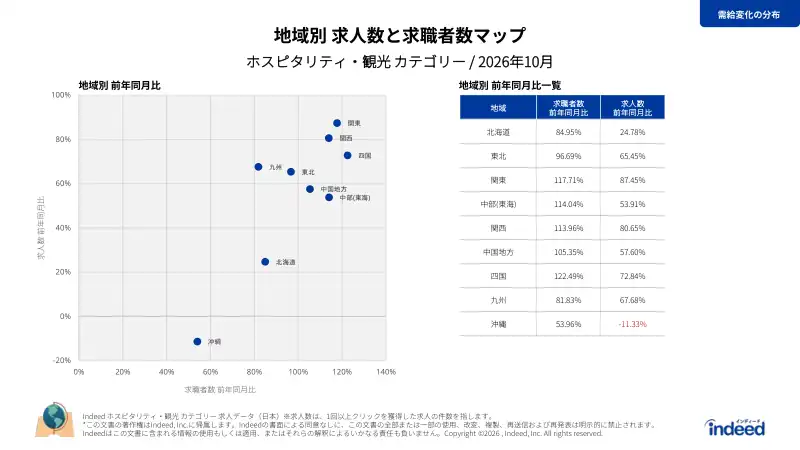 需給変化の分布
地域別 求人数と求職者数マップ
ホスピタリティ・観光 カテゴリー / 2026年10月
地域別 前年同月比
求人数 前年同月比
100%
80%
60%
40%
20%
0%
-20%
0%
20%
40%
60%
80%
100%
120%
140%
求職者数 前年同月比
関東
関西
四国
九州
東北
中国地方
中部(東海)
北海道
沖縄
地域別 前年同月比一覧
地域 求職者数 前年同月比 求人数 前年同月比
北海道 84.95% 24.78%
東北 96.69% 65.45%
関東 117.71% 87.45%
中部(東海) 114.04% 53.91%
関西 113.96% 80.65%
中国地方 105.35% 57.60%
四国 122.49% 72.84%
九州 81.83% 67.68%
沖縄 53.96% -11.33%
Indeed ホスピタリティ・観光 カテゴリー 求人データ（日本）※求人数は、1回以上クリックを獲得した求人の件数を指します。
*この文書の著作権はIndeed, Inc.に帰属します。Indeedの書面による同意なしに、この文書の全部または一部の使用、改変、複製、再送信および再発表は明示的に禁止されます。
Indeedはこの文書に含まれる情報の使用もしくは適用、またはそれらの解釈によるいかなる責任も負いません。Copyright ©2026 , Indeed, Inc. All rights reserved.
インディード
indeed